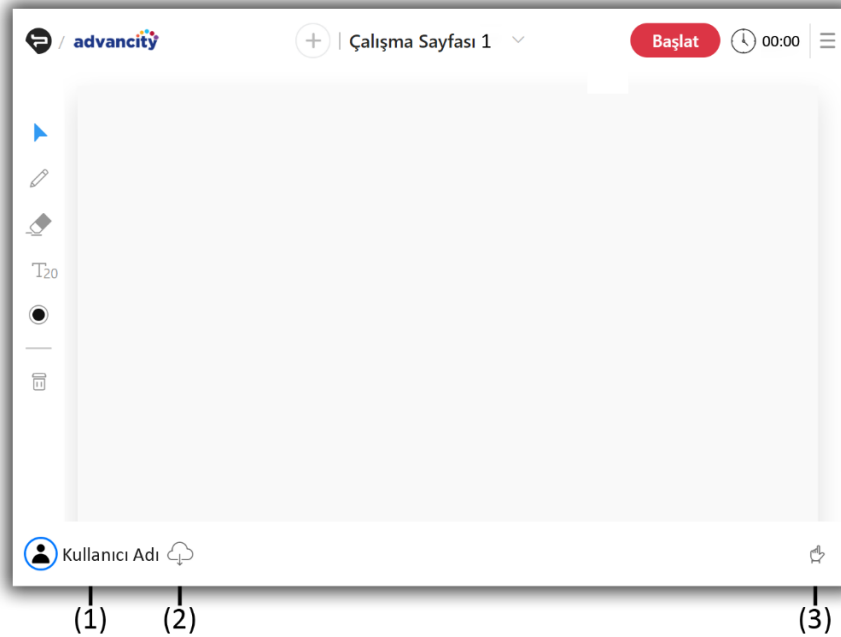 / advancity
+ | Çalışma Sayfası 1
Başlat
00:00
T20
Kullanıcı Adı
(1) (2) (3)